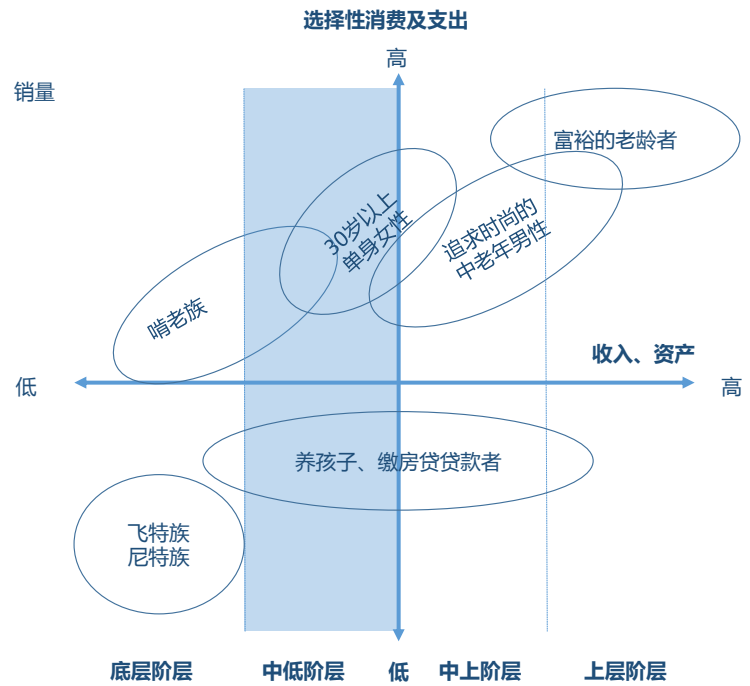 选择性消费及支出
高
销量
富裕的老龄者
30岁以上
单身女性
追求时尚的
中老年男性
啃老族
收入、资产
低
高
养孩子、缴房贷贷款者
飞特族
尼特族
底层阶层
中低阶层
低
中上阶层
上层阶层